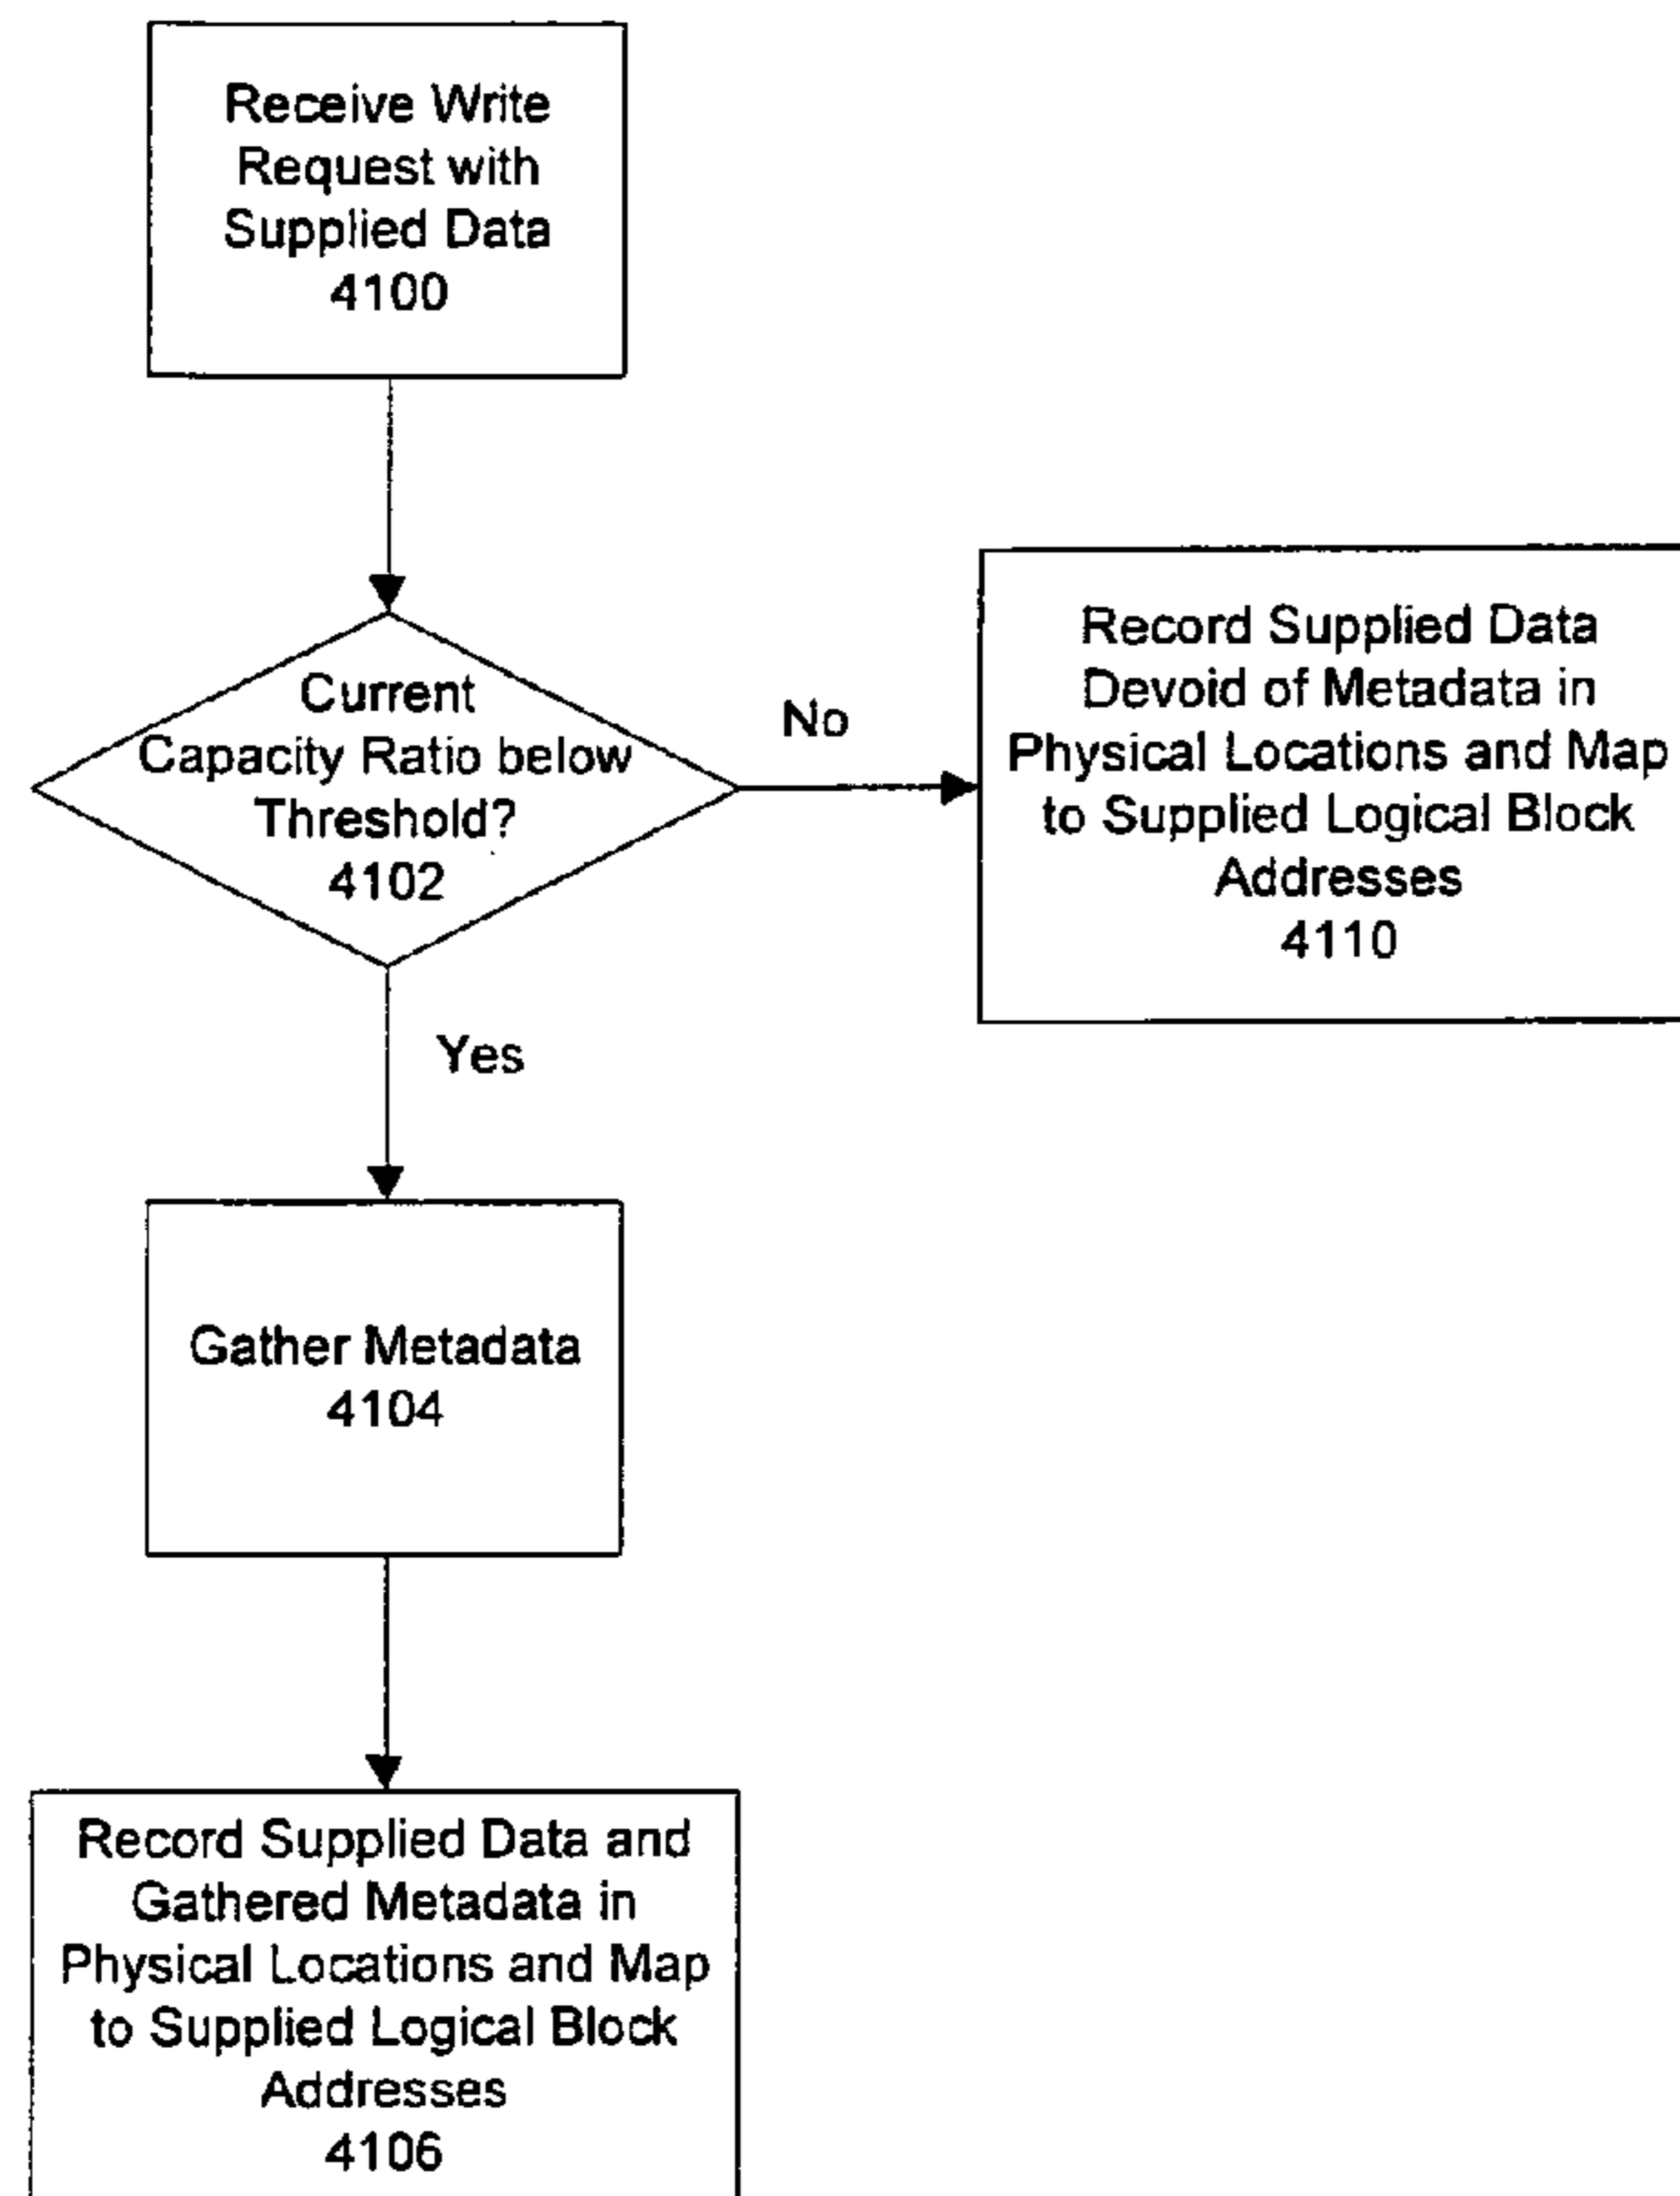 Receive Write
Request with
Supplied Data
4100
Current
Capacity Ratio below
Threshold?
4102
No
Record Supplied Data
Devoid of Metadata in
Physical Locations and Map
to Supplied Logical Block
Addresses
4110
Yes
Gather Metadata
4104
Record Supplied Data and
Gathered Metadata in
Physical Locations and Map
to Supplied Logical Block
Addresses
4106